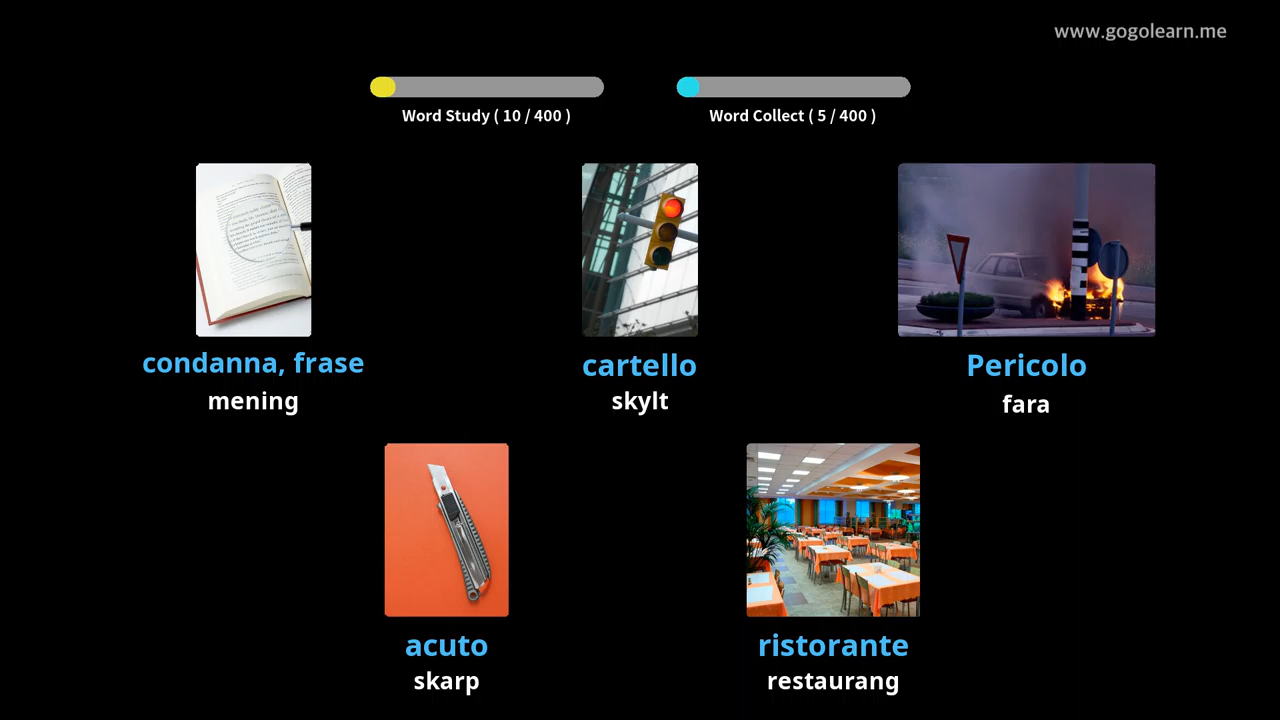 www.gogolearn.me
Word Study ( 10 / 400 )
Word Collect ( 5 / 400 )
condanna, frase
mening
cartello
skylt
Pericolo
fara
acuto
skarp
ristorante
restaurang